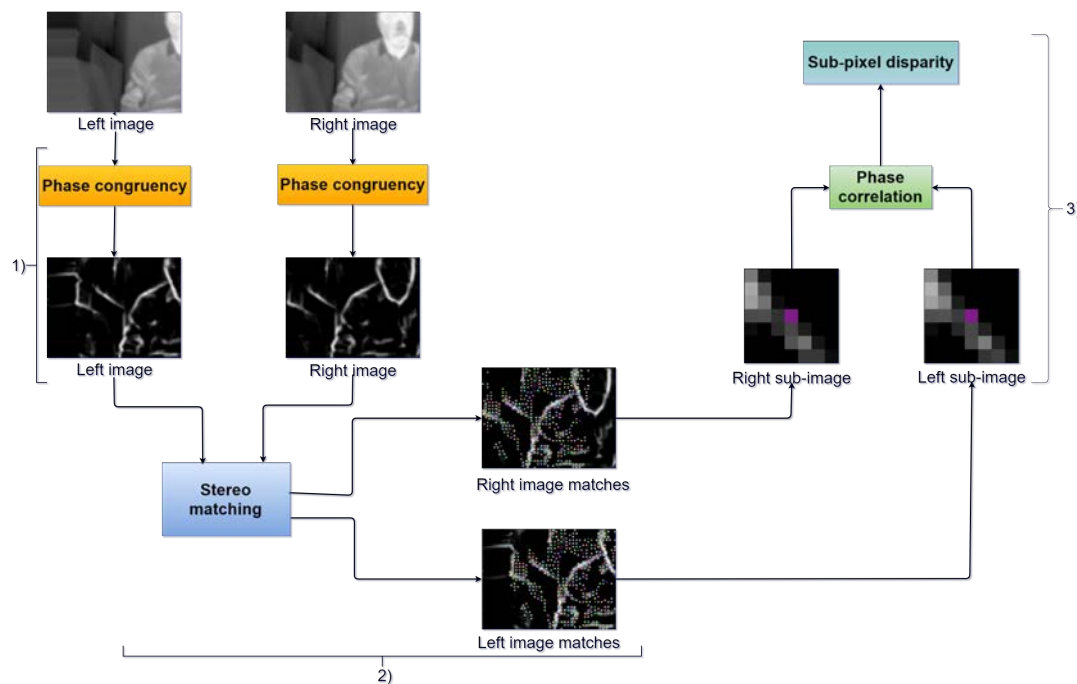 Left image
Right image
Phase congruency
Phase congruency
1)
Left image
Right image
Stereo
matching
Right image matches
Left image matches
2)
Sub-pixel disparity
Phase
correlation
3
Right sub-image
Left sub-image